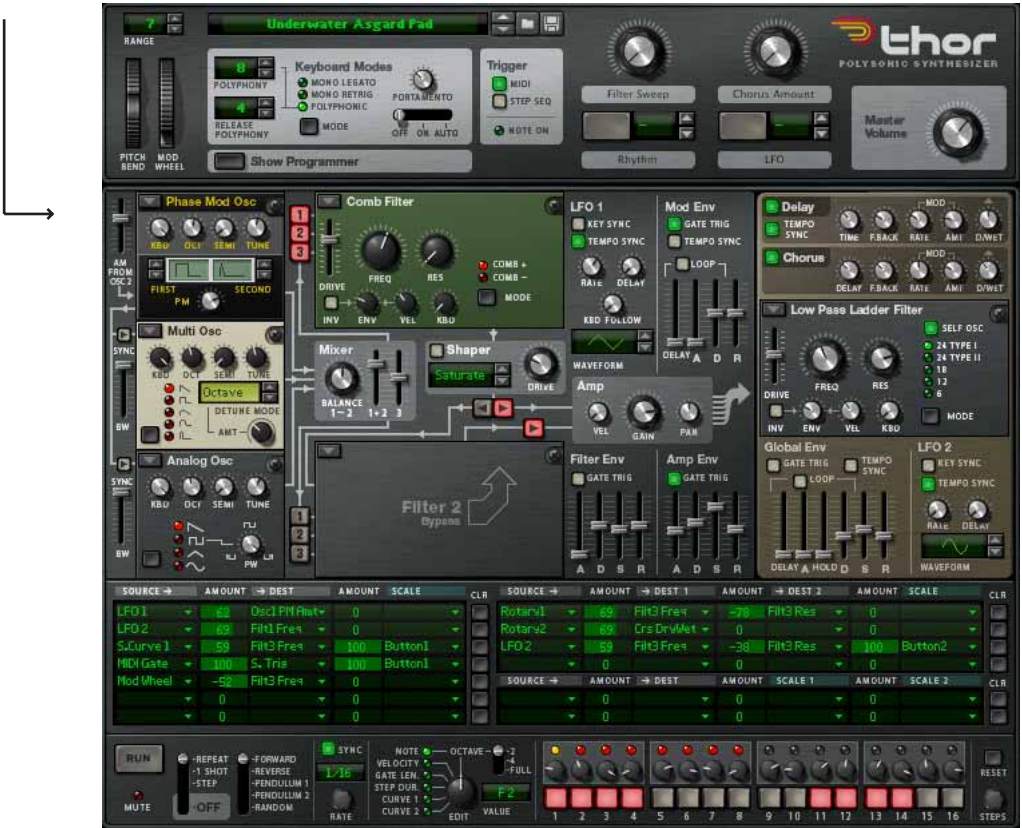 7
RANGE
Underwater Asgard Pad
thor
POLYSONIC SYNTHESIZER
8
POLYPHONY
4
RELEASE
POLYPHONY
Keyboard Modes
MONO LEGATO
MONO RETRIG
POLYPHONIC
MODE
PORTAMENTO
OFF ON AUTO
Trigger
MIDI
STEP SEQ
NOTE ON
Filter Sweep
Chorus Amount
Rhythm
LFO
Master
Volume
PITCH
BEND
MOD
WHEEL
Show Programmer
Phase Mod Osc
KBD OCT SEMI TUNE
AM
FROM
OSC 2
FIRST SECOND
PM
Multi Osc
KBD OCT SEMI TUNE
Octave
DETUNE MODE
AMT
SYNC
BW
Analog Osc
KBD OCT SEMI TUNE
PW
SYNC
BW
1
2
3
Comb Filter
DRIVE
FREQ
RES
COMB +
COMB -
MODE
INV ENV VEL KBD
Mixer
BALANCE
1-2
1+2 3
Shaper
Saturate
DRIVE
Filter 2
Bypass
1
2
3
LFO 1
KEY SYNC
TEMPO SYNC
RATE DELAY
KBD FOLLOW
WAVEFORM
Mod Env
GATE TRIG
TEMPO SYNC
LOOP
DELAY A D R
Amp
VEL GAIN PAN
Filter Env
GATE TRIG
A D S R
Amp Env
GATE TRIG
A D S R
Delay
TEMPO
SYNC
MOD
TIME F.BACK RATE AMT D/WET
Chorus
MOD
DELAY F.BACK RATE AMT D/WET
Low Pass Ladder Filter
DRIVE
FREQ
RES
SELF OSC
24 TYPE I
24 TYPE II
18
12
6
MODE
INV ENV VEL KBD
Global Env
GATE TRIG
TEMPO
SYNC
LOOP
DELAY A HOLD D S R
LFO 2
KEY SYNC
TEMPO SYNC
RATE DELAY
WAVEFORM
SOURCE → AMOUNT → DEST AMOUNT SCALE CLR
LFO 1 62 Osc1 PM Amt 0
LFO 2 69 Filt1 Freq 0
S.Curve 1 59 Filt3 Freq 100 Button1
MIDI Gate 100 S. Tris 100 Button1
Mod Wheel -52 Filt3 Freq 0
0 0
0 0
SOURCE → AMOUNT → DEST 1 AMOUNT → DEST 2 AMOUNT SCALE CLR
Rotary1 69 Filt3 Freq -78 Filt3 Res 0
Rotary2 69 Crs DryWet 0 0
LFO 2 59 Filt3 Freq -38 Filt3 Res 100 Button2
0 0 0
SOURCE → AMOUNT → DEST AMOUNT SCALE 1 AMOUNT SCALE 2 CLR
0 0 0
0 0 0
RUN
MUTE
REPEAT
1 SHOT
STEP
OFF
FORWARD
REVERSE
PENDULUM 1
PENDULUM 2
RANDOM
SYNC
1/16
RATE
NOTE
VELOCITY
GATE LEN.
STEP DUR.
CURVE 1
CURVE 2
EDIT
OCTAVE
2
4
FULL
F 2
VALUE
1 2 3 4 5 6 7 8 9 10 11 12 13 14 15 16
RESET
STEPS